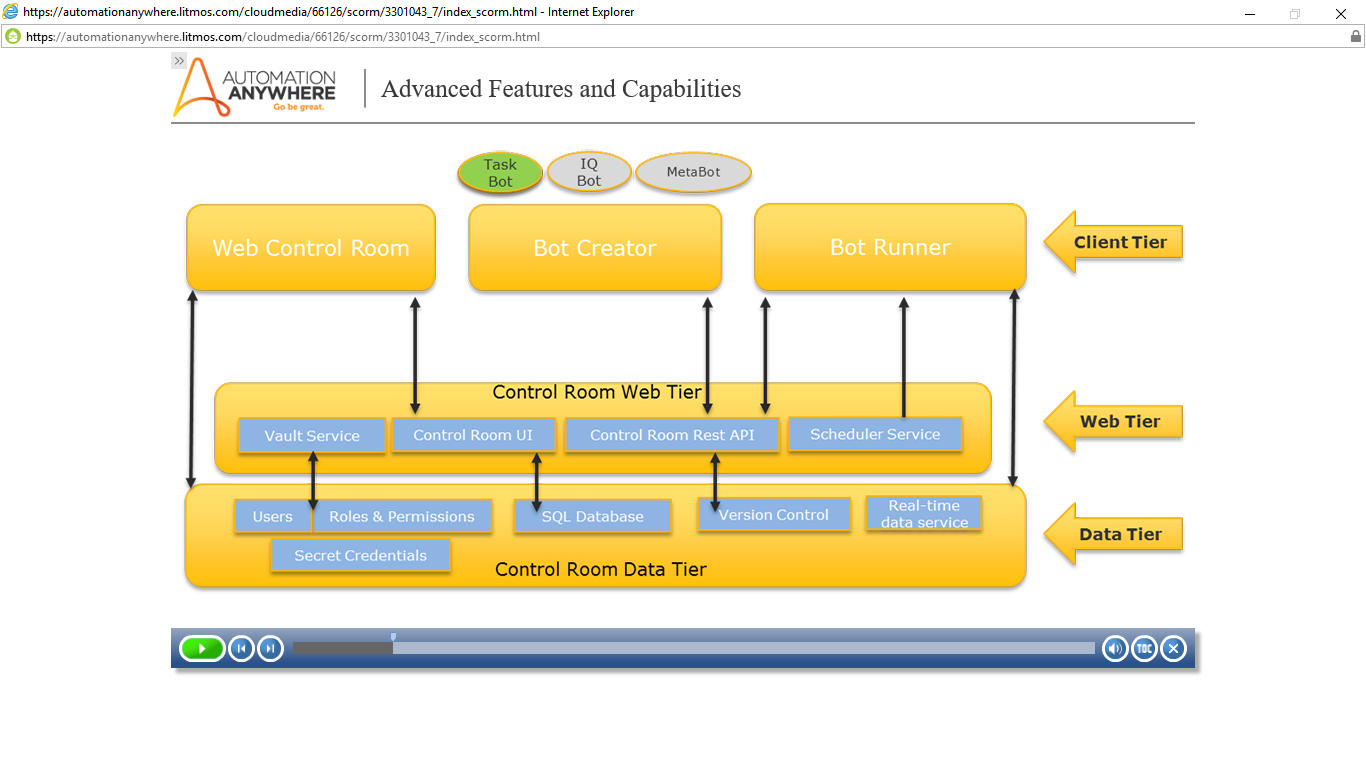 https://automationanywhere.litmos.com/cloudmedia/66126/scorm/3301043_7/index_scorm.html - Internet Explorer
https://automationanywhere.litmos.com/cloudmedia/66126/scorm/3301043_7/index_scorm.html
»
AUTOMATION
ANYWHERE
Go be great.
Advanced Features and Capabilities
Task
Bot
IQ
Bot
MetaBot
Web Control Room
Bot Creator
Bot Runner
Client Tier
Control Room Web Tier
Vault Service
Control Room UI
Control Room Rest API
Scheduler Service
Web Tier
Users
Roles & Permissions
SQL Database
Version Control
Real-time
data service
Secret Credentials
Control Room Data Tier
Data Tier
TOC